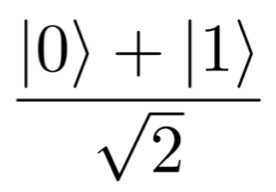 |0⟩ + |1⟩
√2